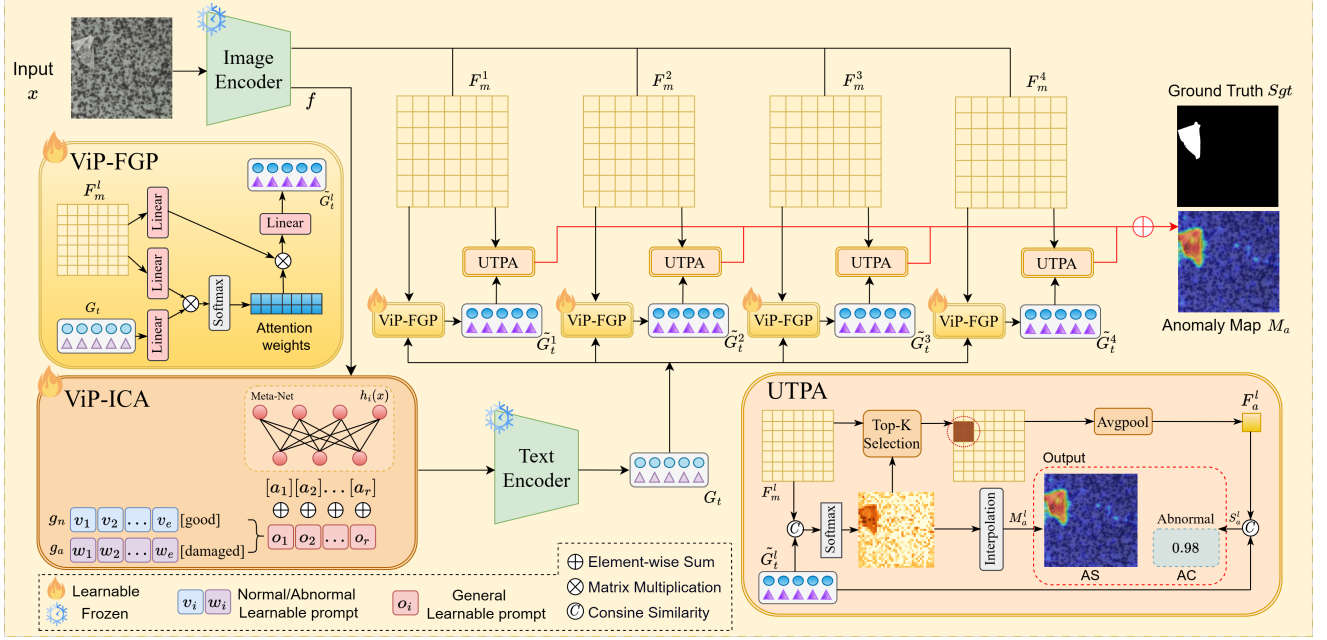 Input
x
Image
Encoder
f
F_m^1
F_m^2
F_m^3
F_m^4
Ground Truth Sgt
ViP-FGP
F_m^l
Linear
Linear
Linear
G_t
Softmax
Attention
weights
Linear
G̃_t^l
UTPA
UTPA
UTPA
UTPA
ViP-FGP
ViP-FGP
ViP-FGP
ViP-FGP
G̃_t^1
G̃_t^2
G̃_t^3
G̃_t^4
Anomaly Map M_a
ViP-ICA
Meta-Net
h_i(x)
[a_1] [a_2] ... [a_r]
g_n v_1 v_2 ... v_e [good]
g_a w_1 w_2 ... w_e [damaged]
o_1 o_2 ... o_r
Text
Encoder
G_t
UTPA
F_m^l
Top-K
Selection
Avgpool
F_a^l
C
Softmax
G̃_t^l
Interpolation
M_a^l
Output
AS
Abnormal
0.98
AC
S_a^l
C
Learnable
Frozen
v_i w_i Normal/Abnormal
Learnable prompt
o_i General
Learnable prompt
Element-wise Sum
Matrix Multiplication
C Consine Similarity